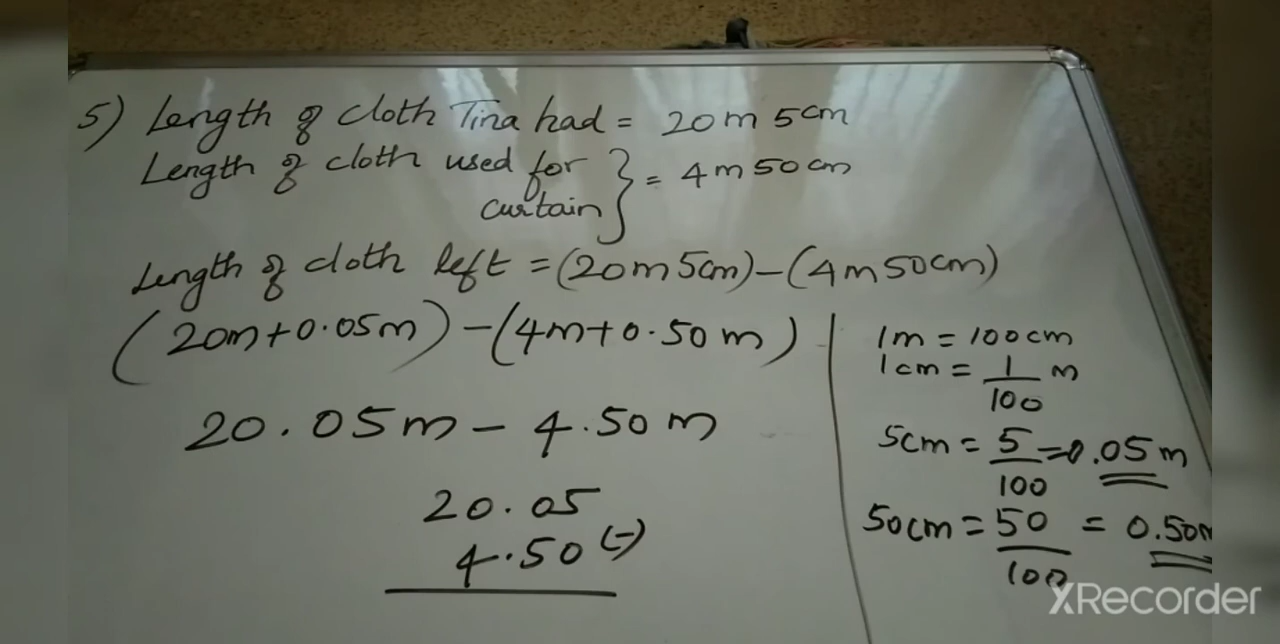 5) Length of cloth Tina had = 20m 5cm
Length of cloth used for } = 4m 50cm
curtain
Length of cloth left = (20m 5cm) - (4m 50cm)
(20m + 0.05m) - (4m + 0.50m)
20.05m - 4.50m
20.05
4.50 (-)
1m = 100cm
1cm = 1/100 m
5cm = 5/100 = 0.05m
50cm = 50/100 = 0.50m
XRecorder